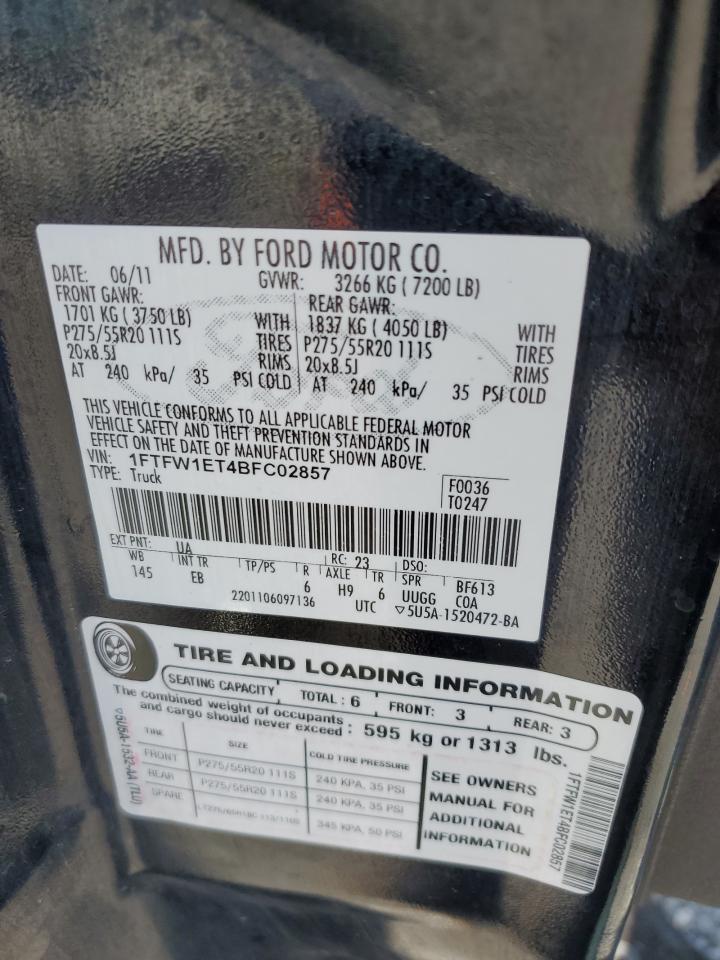 MFD. BY FORD MOTOR CO.
DATE: 06/11 GVWR: 3266 KG ( 7200 LB)
FRONT GAWR: REAR GAWR:
1701 KG ( 3750 LB) WITH 1837 KG ( 4050 LB) WITH
P275/55R20 111S TIRES P275/55R20 111S TIRES
20x8.5J RIMS 20x8.5J RIMS
AT 240 kPa/ 35 PSI COLD AT 240 kPa/ 35 PSI COLD
THIS VEHICLE CONFORMS TO ALL APPLICABLE FEDERAL MOTOR
VEHICLE SAFETY AND THEFT PREVENTION STANDARDS IN
EFFECT ON THE DATE OF MANUFACTURE SHOWN ABOVE.
VIN: 1FTFW1ET4BFC02857
TYPE: Truck
F0036
T0247
EXT PNT: UA RC: 23 DSO:
WB INT TR TP/PS R AXLE TR SPR BF613
145 EB 6 H9 6 UUGG COA
2201106097136 UTC ▽5U5A-1520472-BA
TIRE AND LOADING INFORMATION
SEATING CAPACITY TOTAL : 6 FRONT: 3 REAR: 3
The combined weight of occupants
and cargo should never exceed : 595 kg or 1313 lbs.
TIRE SIZE COLD TIRE PRESSURE
FRONT P275/55R20 111S 240 KPA, 35 PSI
REAR P275/55R20 111S 240 KPA, 35 PSI
SPARE 345 KPA, 50 PSI
SEE OWNERS
MANUAL FOR
ADDITIONAL
INFORMATION
▽5U5A-1532-AA (TLU)
1FTFW1ET4BFC02857